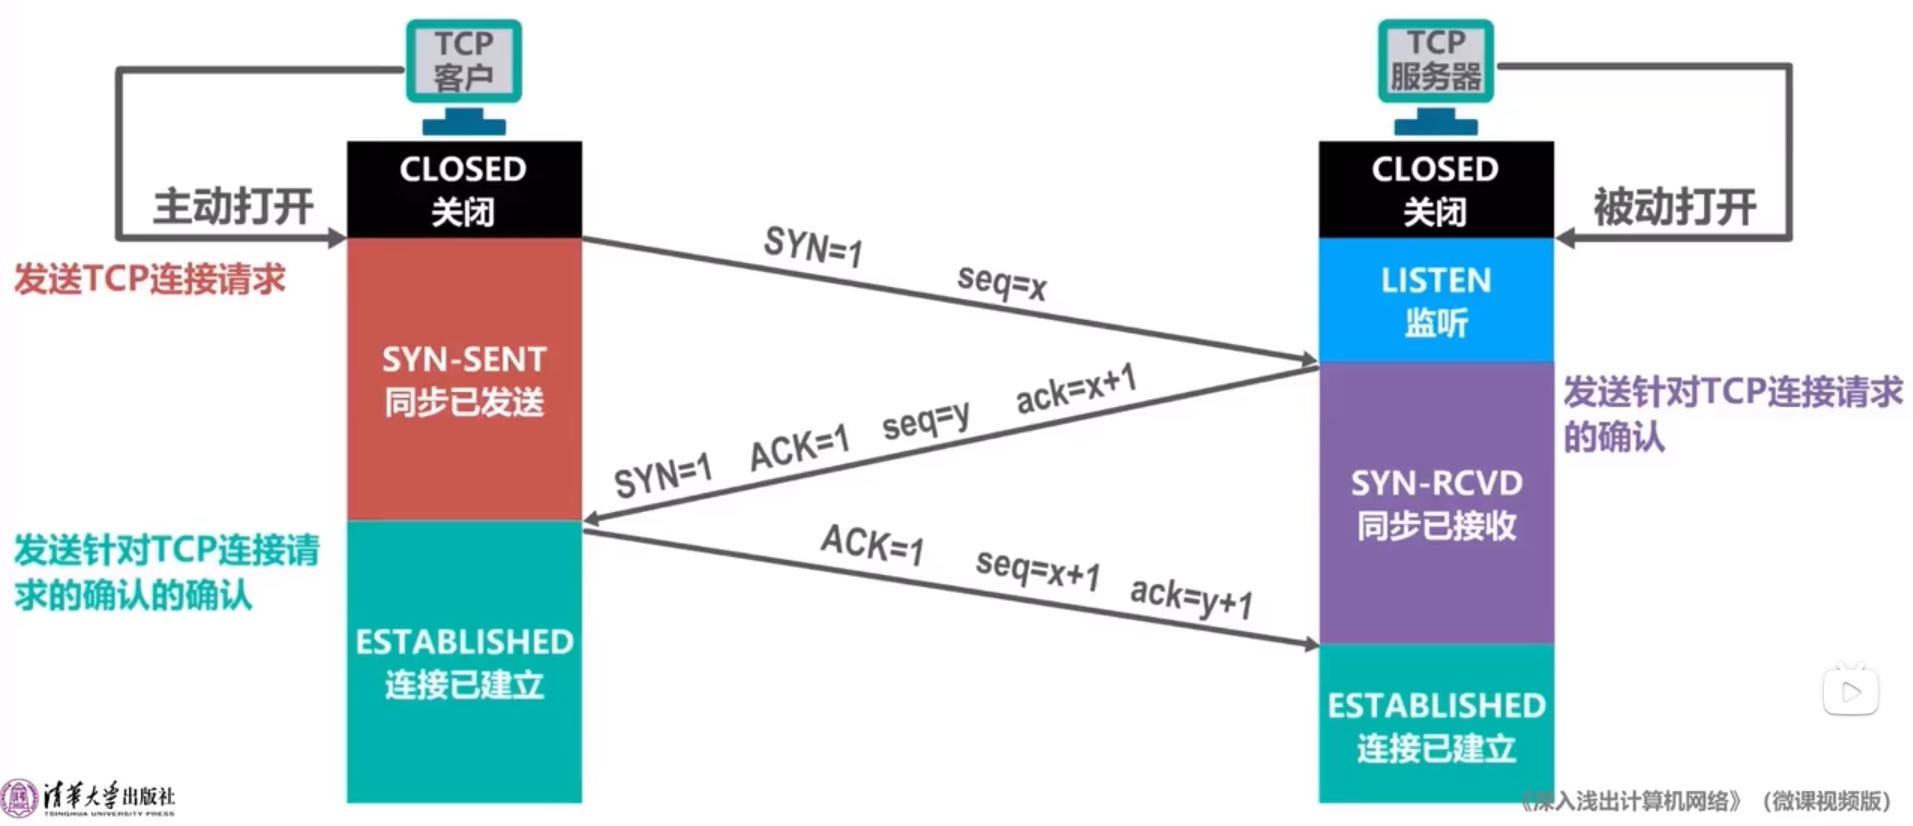 TCP
客户
TCP
服务器
CLOSED
关闭
CLOSED
关闭
主动打开
被动打开
发送TCP连接请求
SYN=1 seq=x
LISTEN
监听
SYN-SENT
同步已发送
SYN=1 ACK=1 seq=y ack=x+1
发送针对TCP连接请求
的确认
SYN-RCVD
同步已接收
发送针对TCP连接请
求的确认的确认
ACK=1 seq=x+1 ack=y+1
ESTABLISHED
连接已建立
ESTABLISHED
连接已建立
清华大学出版社
TSINGHUA UNIVERSITY PRESS
《深入浅出计算机网络》（微课视频版）